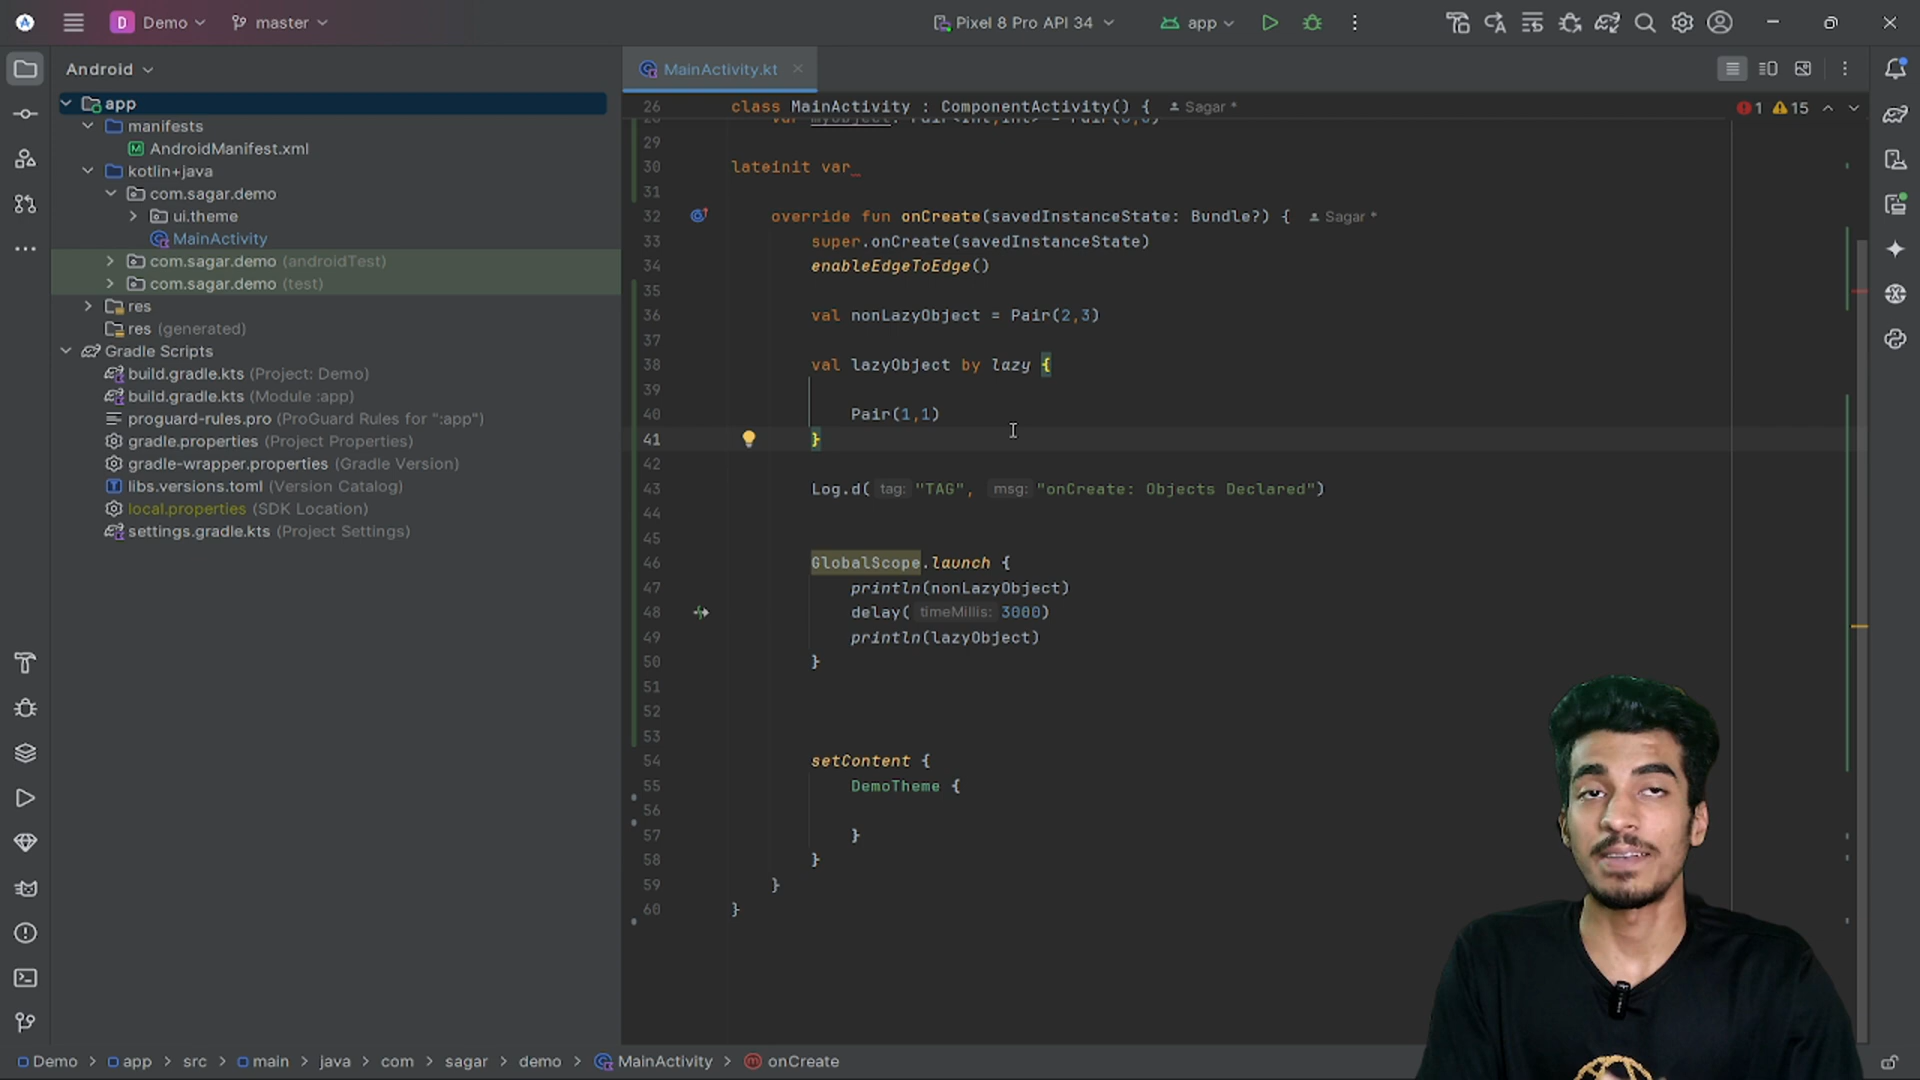 D Demo master Pixel 8 Pro API 34 app
Android MainActivity.kt
26 class MainActivity : ComponentActivity() { Sagar * 1 15
var myObject: Pair<Int,Int> = Pair(0,0)
29
30 lateinit var_
31
32 override fun onCreate(savedInstanceState: Bundle?) { Sagar *
33 super.onCreate(savedInstanceState)
34 enableEdgeToEdge()
35
36 val nonLazyObject = Pair(2,3)
37
38 val lazyObject by lazy {
39
40 Pair(1,1)
41 }
42
43 Log.d( tag: "TAG", msg: "onCreate: Objects Declared")
44
45
46 GlobalScope.launch {
47 println(nonLazyObject)
48 delay( timeMillis: 3000)
49 println(lazyObject)
50 }
51
52
53
54 setContent {
55 DemoTheme {
56
57 }
58 }
59 }
60 }
app
manifests
AndroidManifest.xml
kotlin+java
com.sagar.demo
ui.theme
MainActivity
com.sagar.demo (androidTest)
com.sagar.demo (test)
res
res (generated)
Gradle Scripts
build.gradle.kts (Project: Demo)
build.gradle.kts (Module :app)
proguard-rules.pro (ProGuard Rules for ":app")
gradle.properties (Project Properties)
gradle-wrapper.properties (Gradle Version)
libs.versions.toml (Version Catalog)
local.properties (SDK Location)
settings.gradle.kts (Project Settings)
Demo > app > src > main > java > com > sagar > demo > MainActivity > onCreate